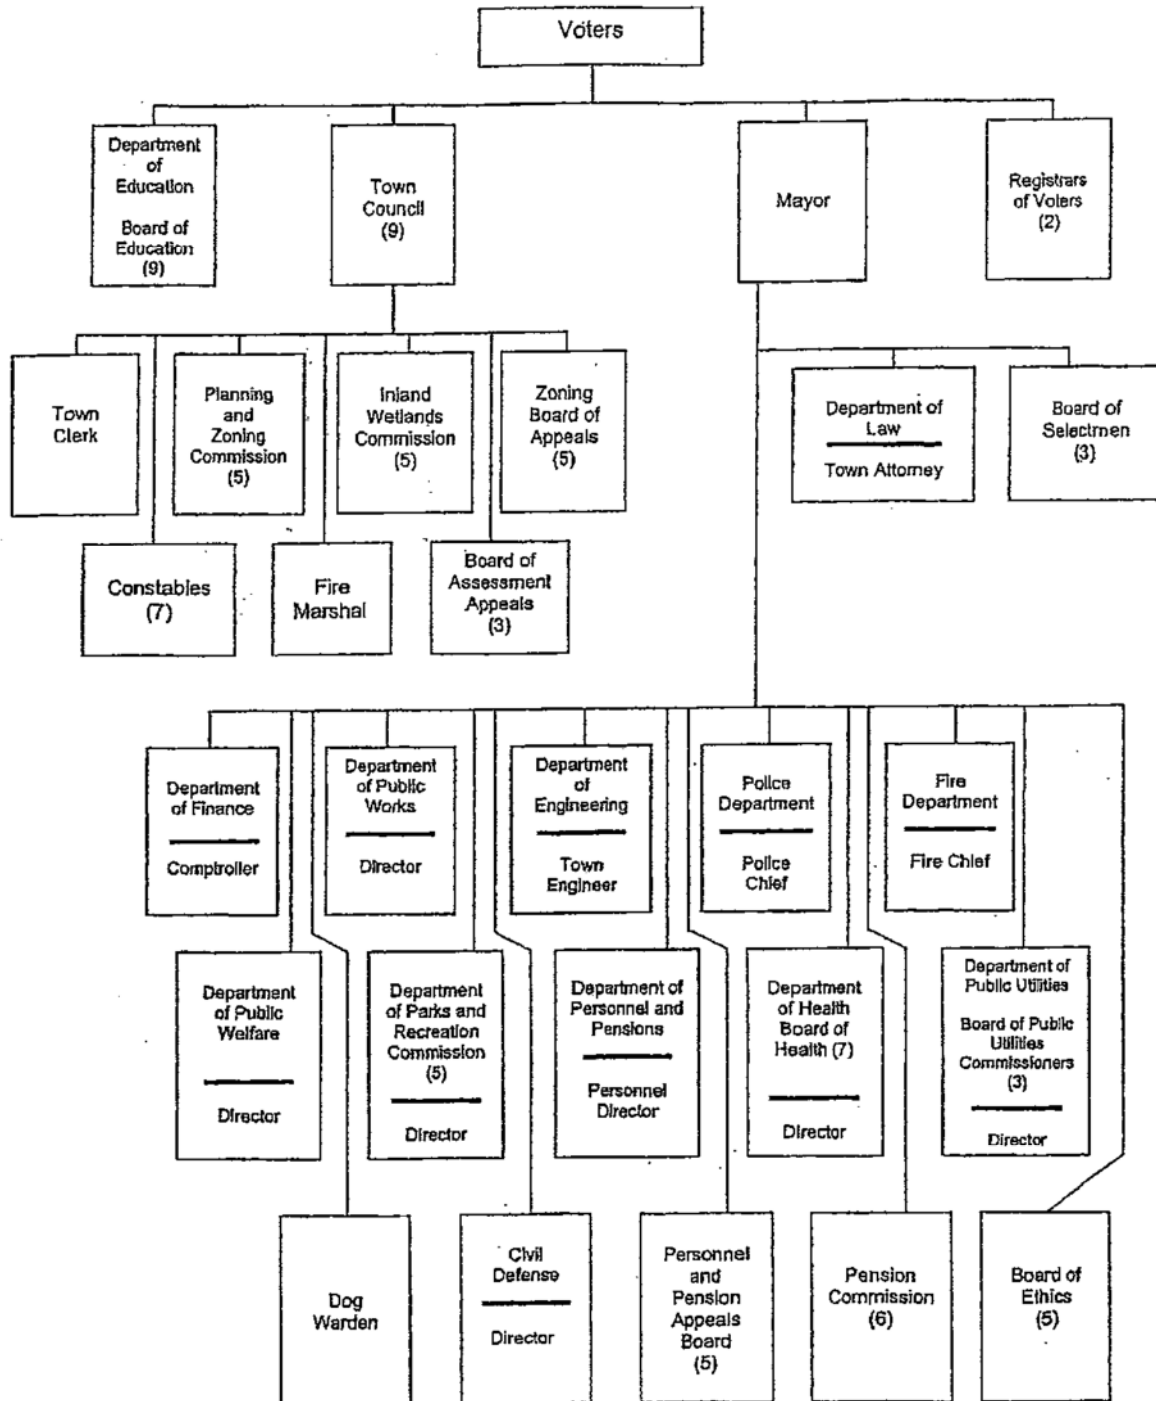 Voters
Department
of
Education
Board of
Education
(9)
Town
Council
(9)
Mayor
Registrars
of Voters
(2)
Town
Clerk
Planning
and
Zoning
Commission
(5)
Inland
Wetlands
Commission
(5)
Zoning
Board of
Appeals
(5)
Department of
Law
Town Attorney
Board of
Selectmen
(3)
Constables
(7)
Fire
Marshal
Board of
Assessment
Appeals
(3)
Department
of Finance
Comptroller
Department
of Public
Works
Director
Department
of
Engineering
Town
Engineer
Police
Department
Police
Chief
Fire
Department
Fire Chief
Department
of Public
Welfare
Director
Department
of Parks and
Recreation
Commission
(5)
Director
Department of
Personnel and
Pensions
Personnel
Director
Department
of Health
Board of
Health (7)
Director
Department of
Public Utilities
Board of Public
Utilities
Commissioners
(3)
Director
Dog
Warden
Civil
Defense
Director
Personnel
and
Pension
Appeals
Board
(5)
Pension
Commission
(6)
Board of
Ethics
(5)